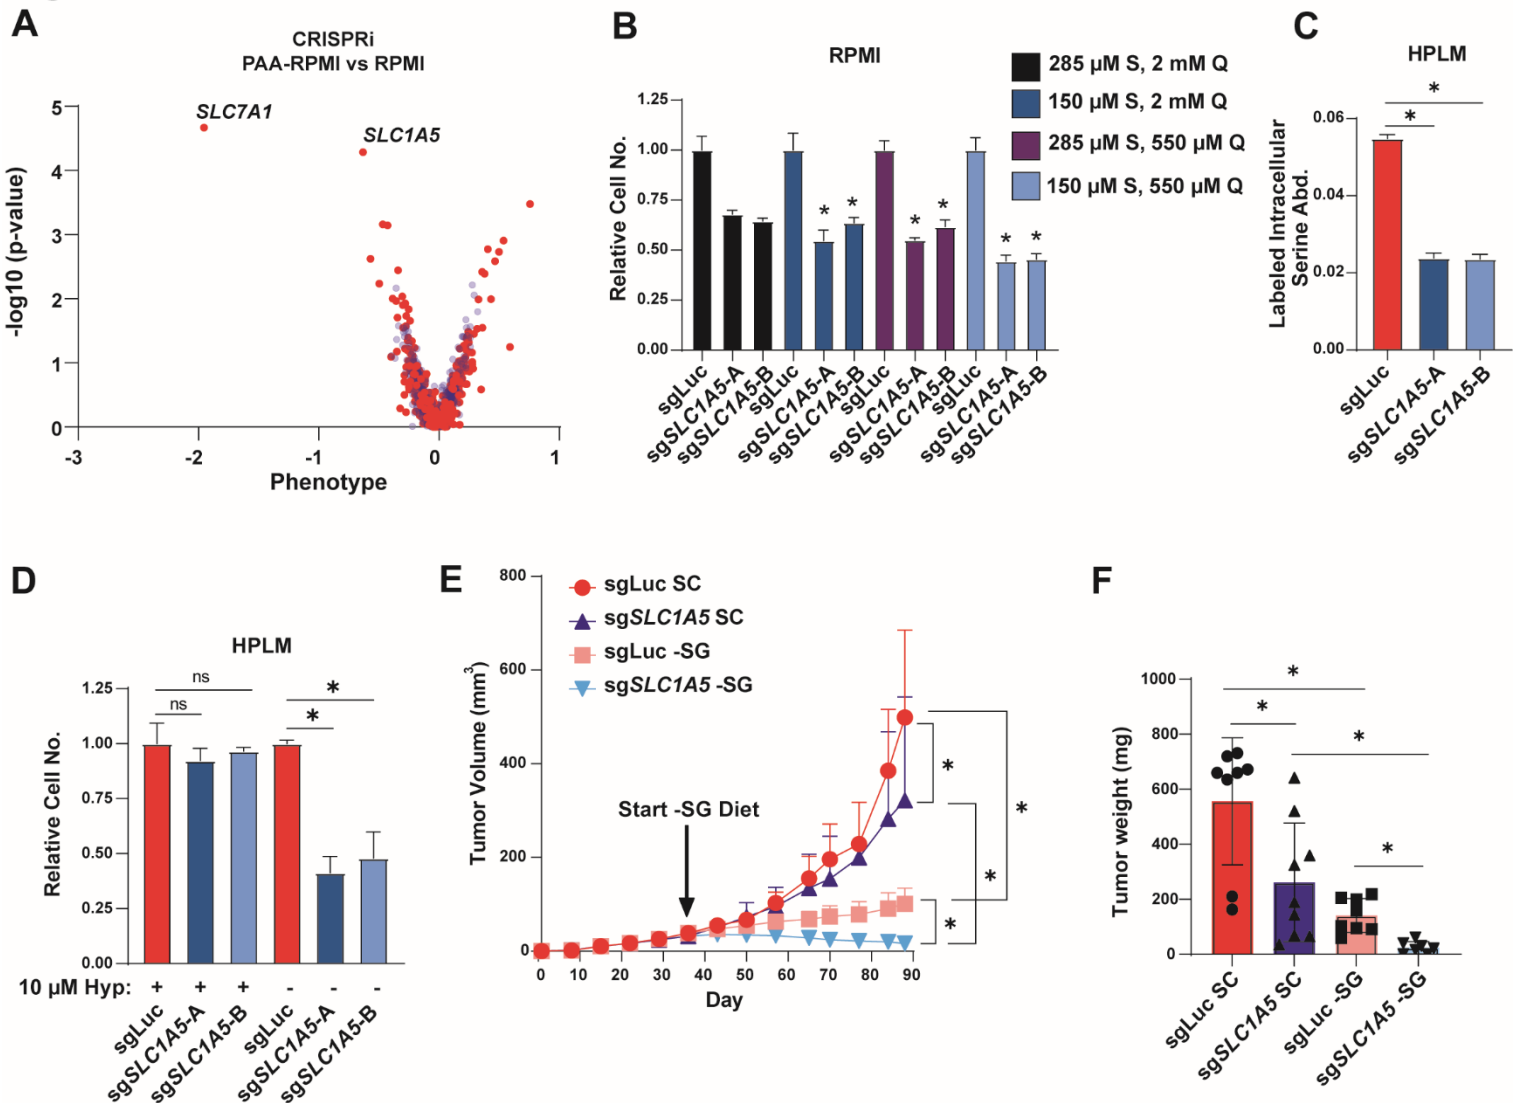 A
CRISPRi
PAA-RPMI vs RPMI
SLC7A1
SLC1A5
-log10 (p-value)
5
4
3
2
1
0
-3
-2
-1
0
1
Phenotype
B
RPMI
285 µM S, 2 mM Q
150 µM S, 2 mM Q
285 µM S, 550 µM Q
150 µM S, 550 µM Q
Relative Cell No.
1.25
1.00
0.75
0.50
0.25
0.00
* * * * * *
sgLuc
sgSLC1A5-A
sgSLC1A5-B
sgLuc
sgSLC1A5-A
sgSLC1A5-B
sgLuc
sgSLC1A5-A
sgSLC1A5-B
sgLuc
sgSLC1A5-A
sgSLC1A5-B
C
HPLM
*
*
Labeled Intracellular
Serine Abd.
0.06
0.04
0.02
0.00
sgLuc
sgSLC1A5-A
sgSLC1A5-B
D
HPLM
ns
ns
*
*
Relative Cell No.
1.25
1.00
0.75
0.50
0.25
0.00
10 µM Hyp: + + + - - -
sgLuc
sgSLC1A5-A
sgSLC1A5-B
sgLuc
sgSLC1A5-A
sgSLC1A5-B
E
sgLuc SC
sgSLC1A5 SC
sgLuc -SG
sgSLC1A5 -SG
Tumor Volume (mm3)
800
600
400
200
0
Start -SG Diet
*
*
*
*
0 10 20 30 40 50 60 70 80 90
Day
F
Tumor weight (mg)
1000
800
600
400
200
0
*
*
*
*
sgLuc SC
sgSLC1A5 SC
sgLuc -SG
sgSLC1A5 -SG